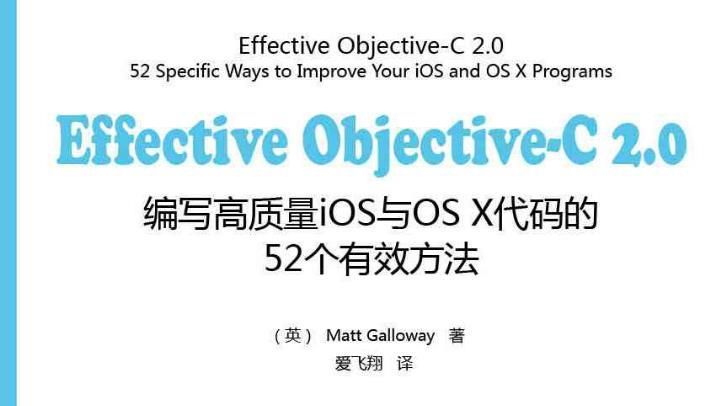 Effective Objective-C 2.0
52 Specific Ways to Improve Your iOS and OS X Programs
Effective Objective-C 2.0
编写高质量iOS与OS X代码的
52个有效方法
（英） Matt Galloway 著
爱飞翔 译